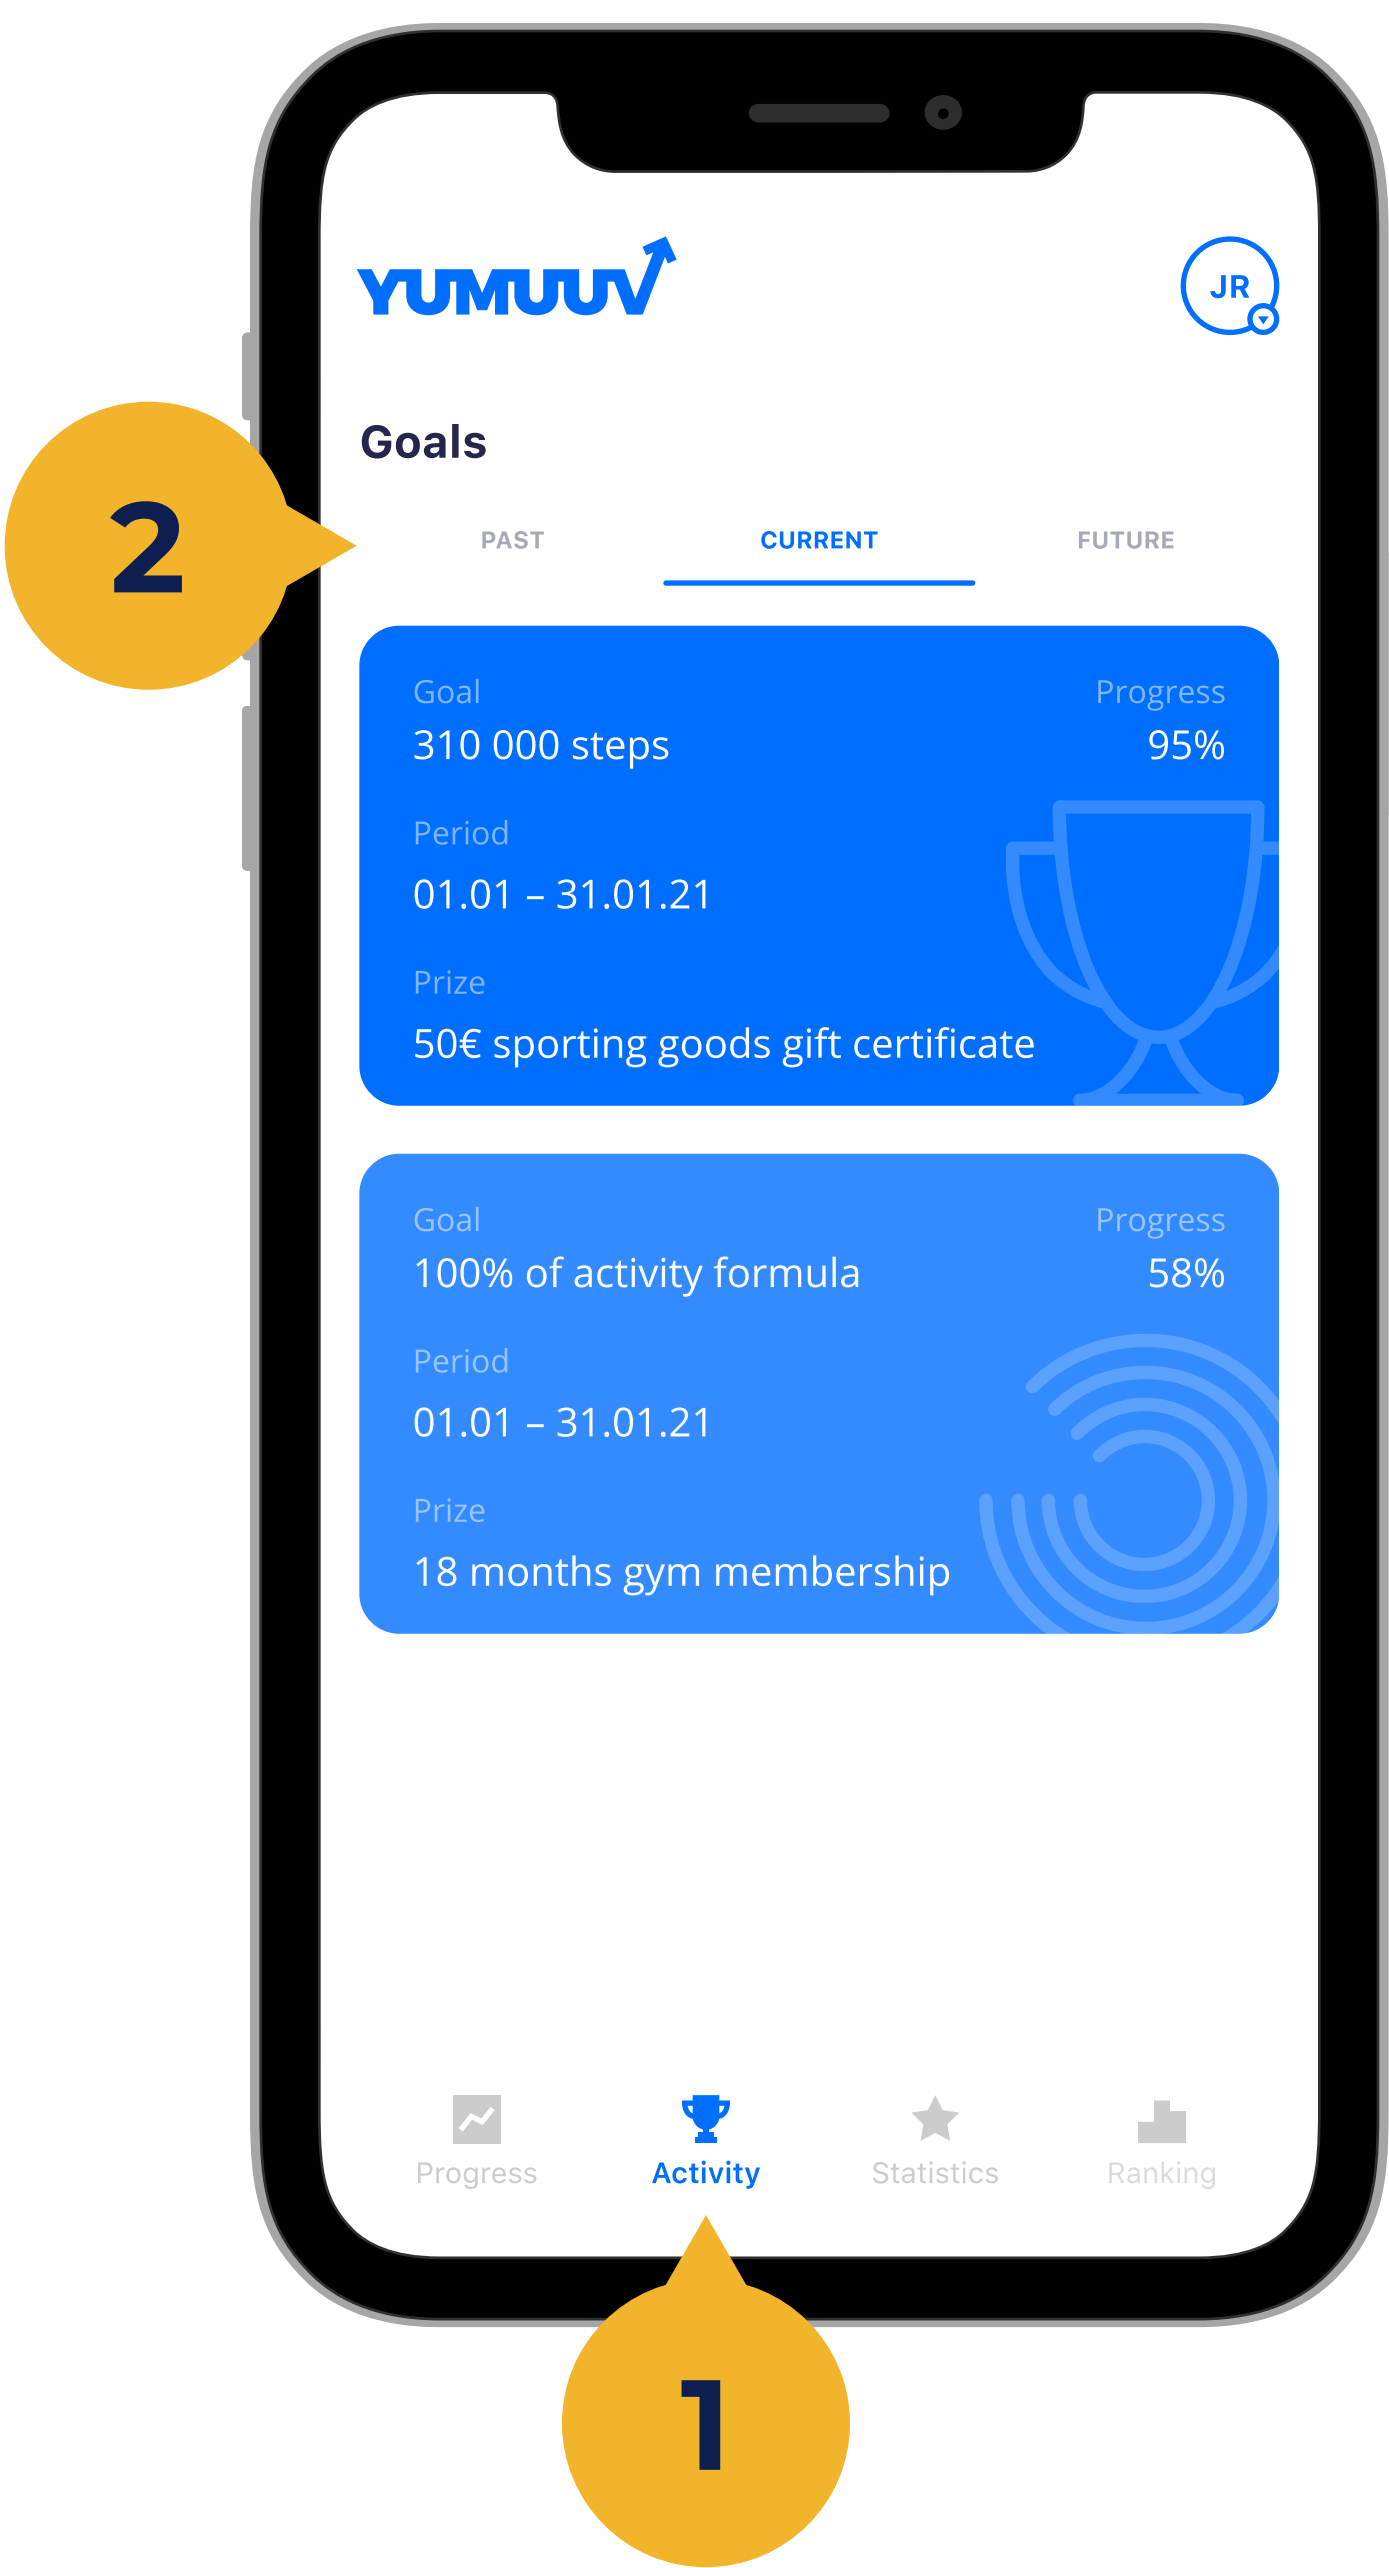 YUMUUV
JR
Goals
2
PAST CURRENT FUTURE
Goal Progress
310 000 steps 95%
Period
01.01 – 31.01.21
Prize
50€ sporting goods gift certificate
Goal Progress
100% of activity formula 58%
Period
01.01 – 31.01.21
Prize
18 months gym membership
Progress Activity Statistics Ranking
1